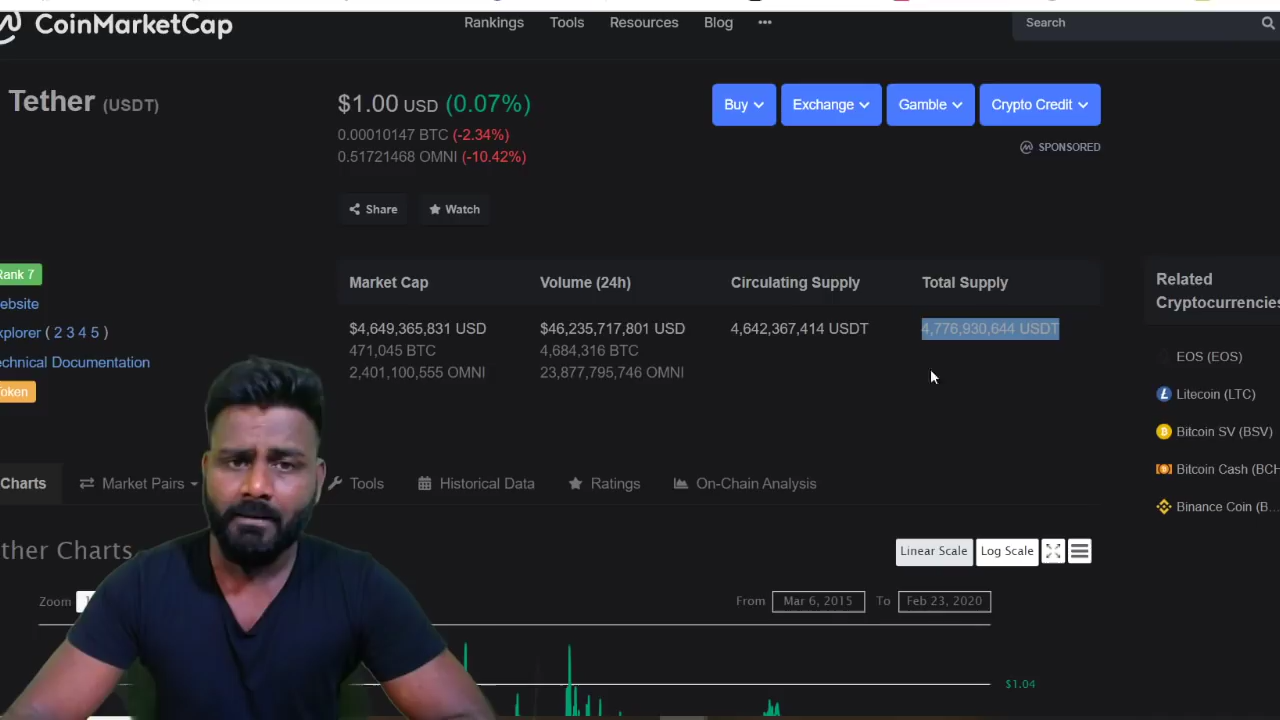 CoinMarketCap
Rankings Tools Resources Blog •••
Search
Tether (USDT)
$1.00 USD (0.07%)
0.00010147 BTC (-2.34%)
0.51721468 OMNI (-10.42%)
Buy Exchange Gamble Crypto Credit
SPONSORED
Share Watch
Rank 7
ebsite
xplorer ( 2 3 4 5 )
echnical Documentation
oken
Market Cap Volume (24h) Circulating Supply Total Supply
$4,649,365,831 USD $46,235,717,801 USD 4,642,367,414 USDT 4,776,930,644 USDT
471,045 BTC 4,684,316 BTC
2,401,100,555 OMNI 23,877,795,746 OMNI
Related
Cryptocurrencies
EOS (EOS)
Litecoin (LTC)
Bitcoin SV (BSV)
Bitcoin Cash (BCH
Binance Coin (B...
Charts Market Pairs Tools Historical Data Ratings On-Chain Analysis
ther Charts
Linear Scale Log Scale
Zoom
From Mar 6, 2015 To Feb 23, 2020
$1.04